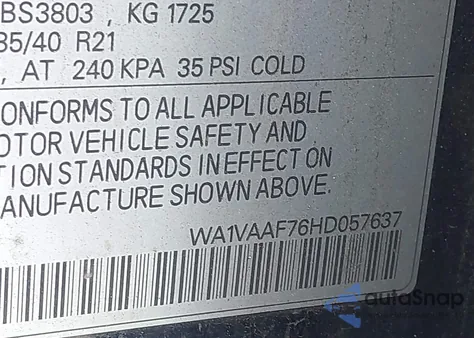 BS3803 , KG 1725
85/40 R21
, AT 240 KPA 35 PSI COLD
ONFORMS TO ALL APPLICABLE
OTOR VEHICLE SAFETY AND
TION STANDARDS IN EFFECT ON
ANUFACTURE SHOWN ABOVE.
WA1VAAF76HD057637
autoSnap